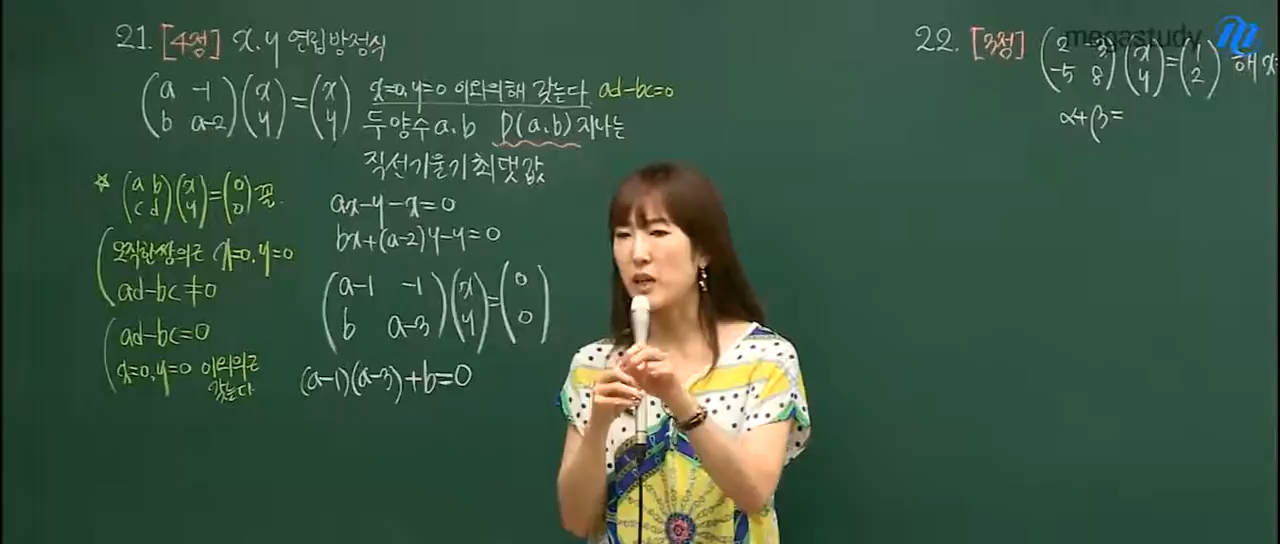 21. [4점] x, y 연립방정식
(a -1
b a-2)(x
y)=(x
y) x=0, y=0 이외의 해 갖는다 ad-bc=0
두 양수 a, b P(a, b) 지나는
직선 기울기 최댓값
☆ (a b
c d)(x
y)=(0
0) 꼴.
오직 한쌍의 근 x=0, y=0
ad-bc≠0
ad-bc=0
x=0, y=0 이외의 근
갖는다
ax-y-x=0
bx+(a-2)y-y=0
(a-1 -1
b a-3)(x
y)=(0
0)
(a-1)(a-3)+b=0
22. [3점] (2 -3
-5 8)(x
y)=(1
2) 해 x=
α+β=
megastudy